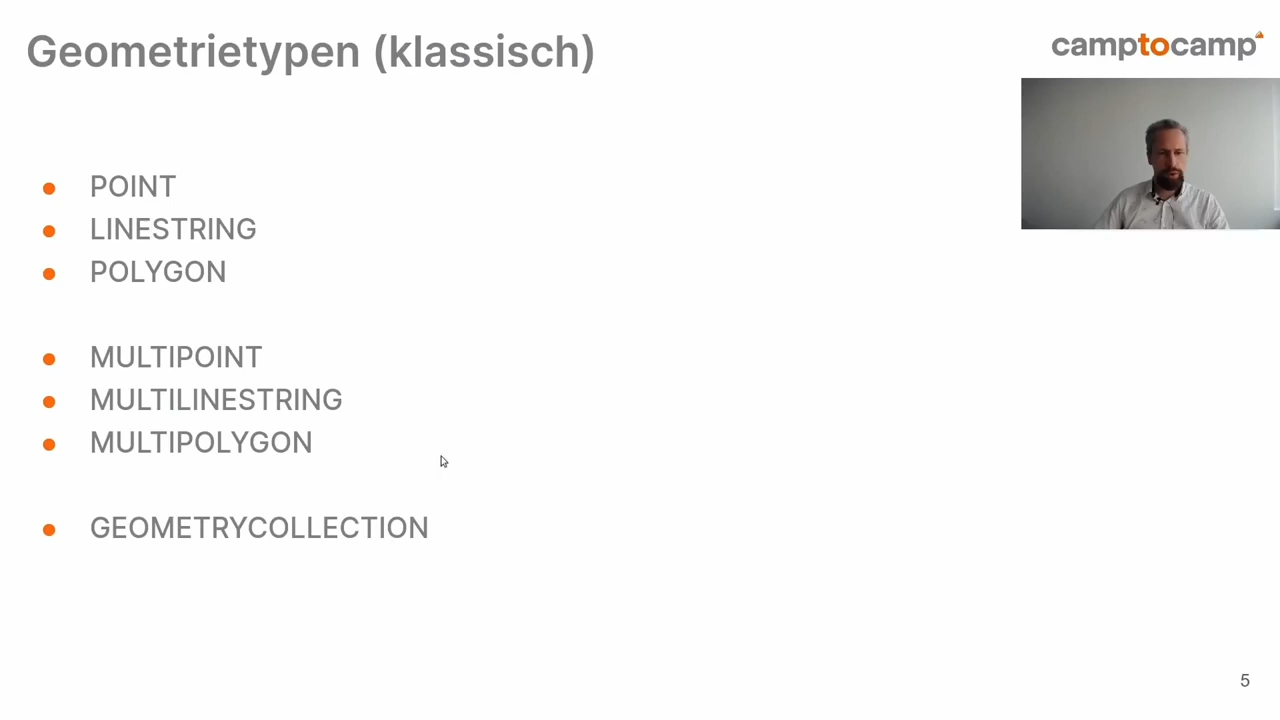 Geometrietypen (klassisch)
camptocamp
POINT
LINESTRING
POLYGON
MULTIPOINT
MULTILINESTRING
MULTIPOLYGON
GEOMETRYCOLLECTION
5